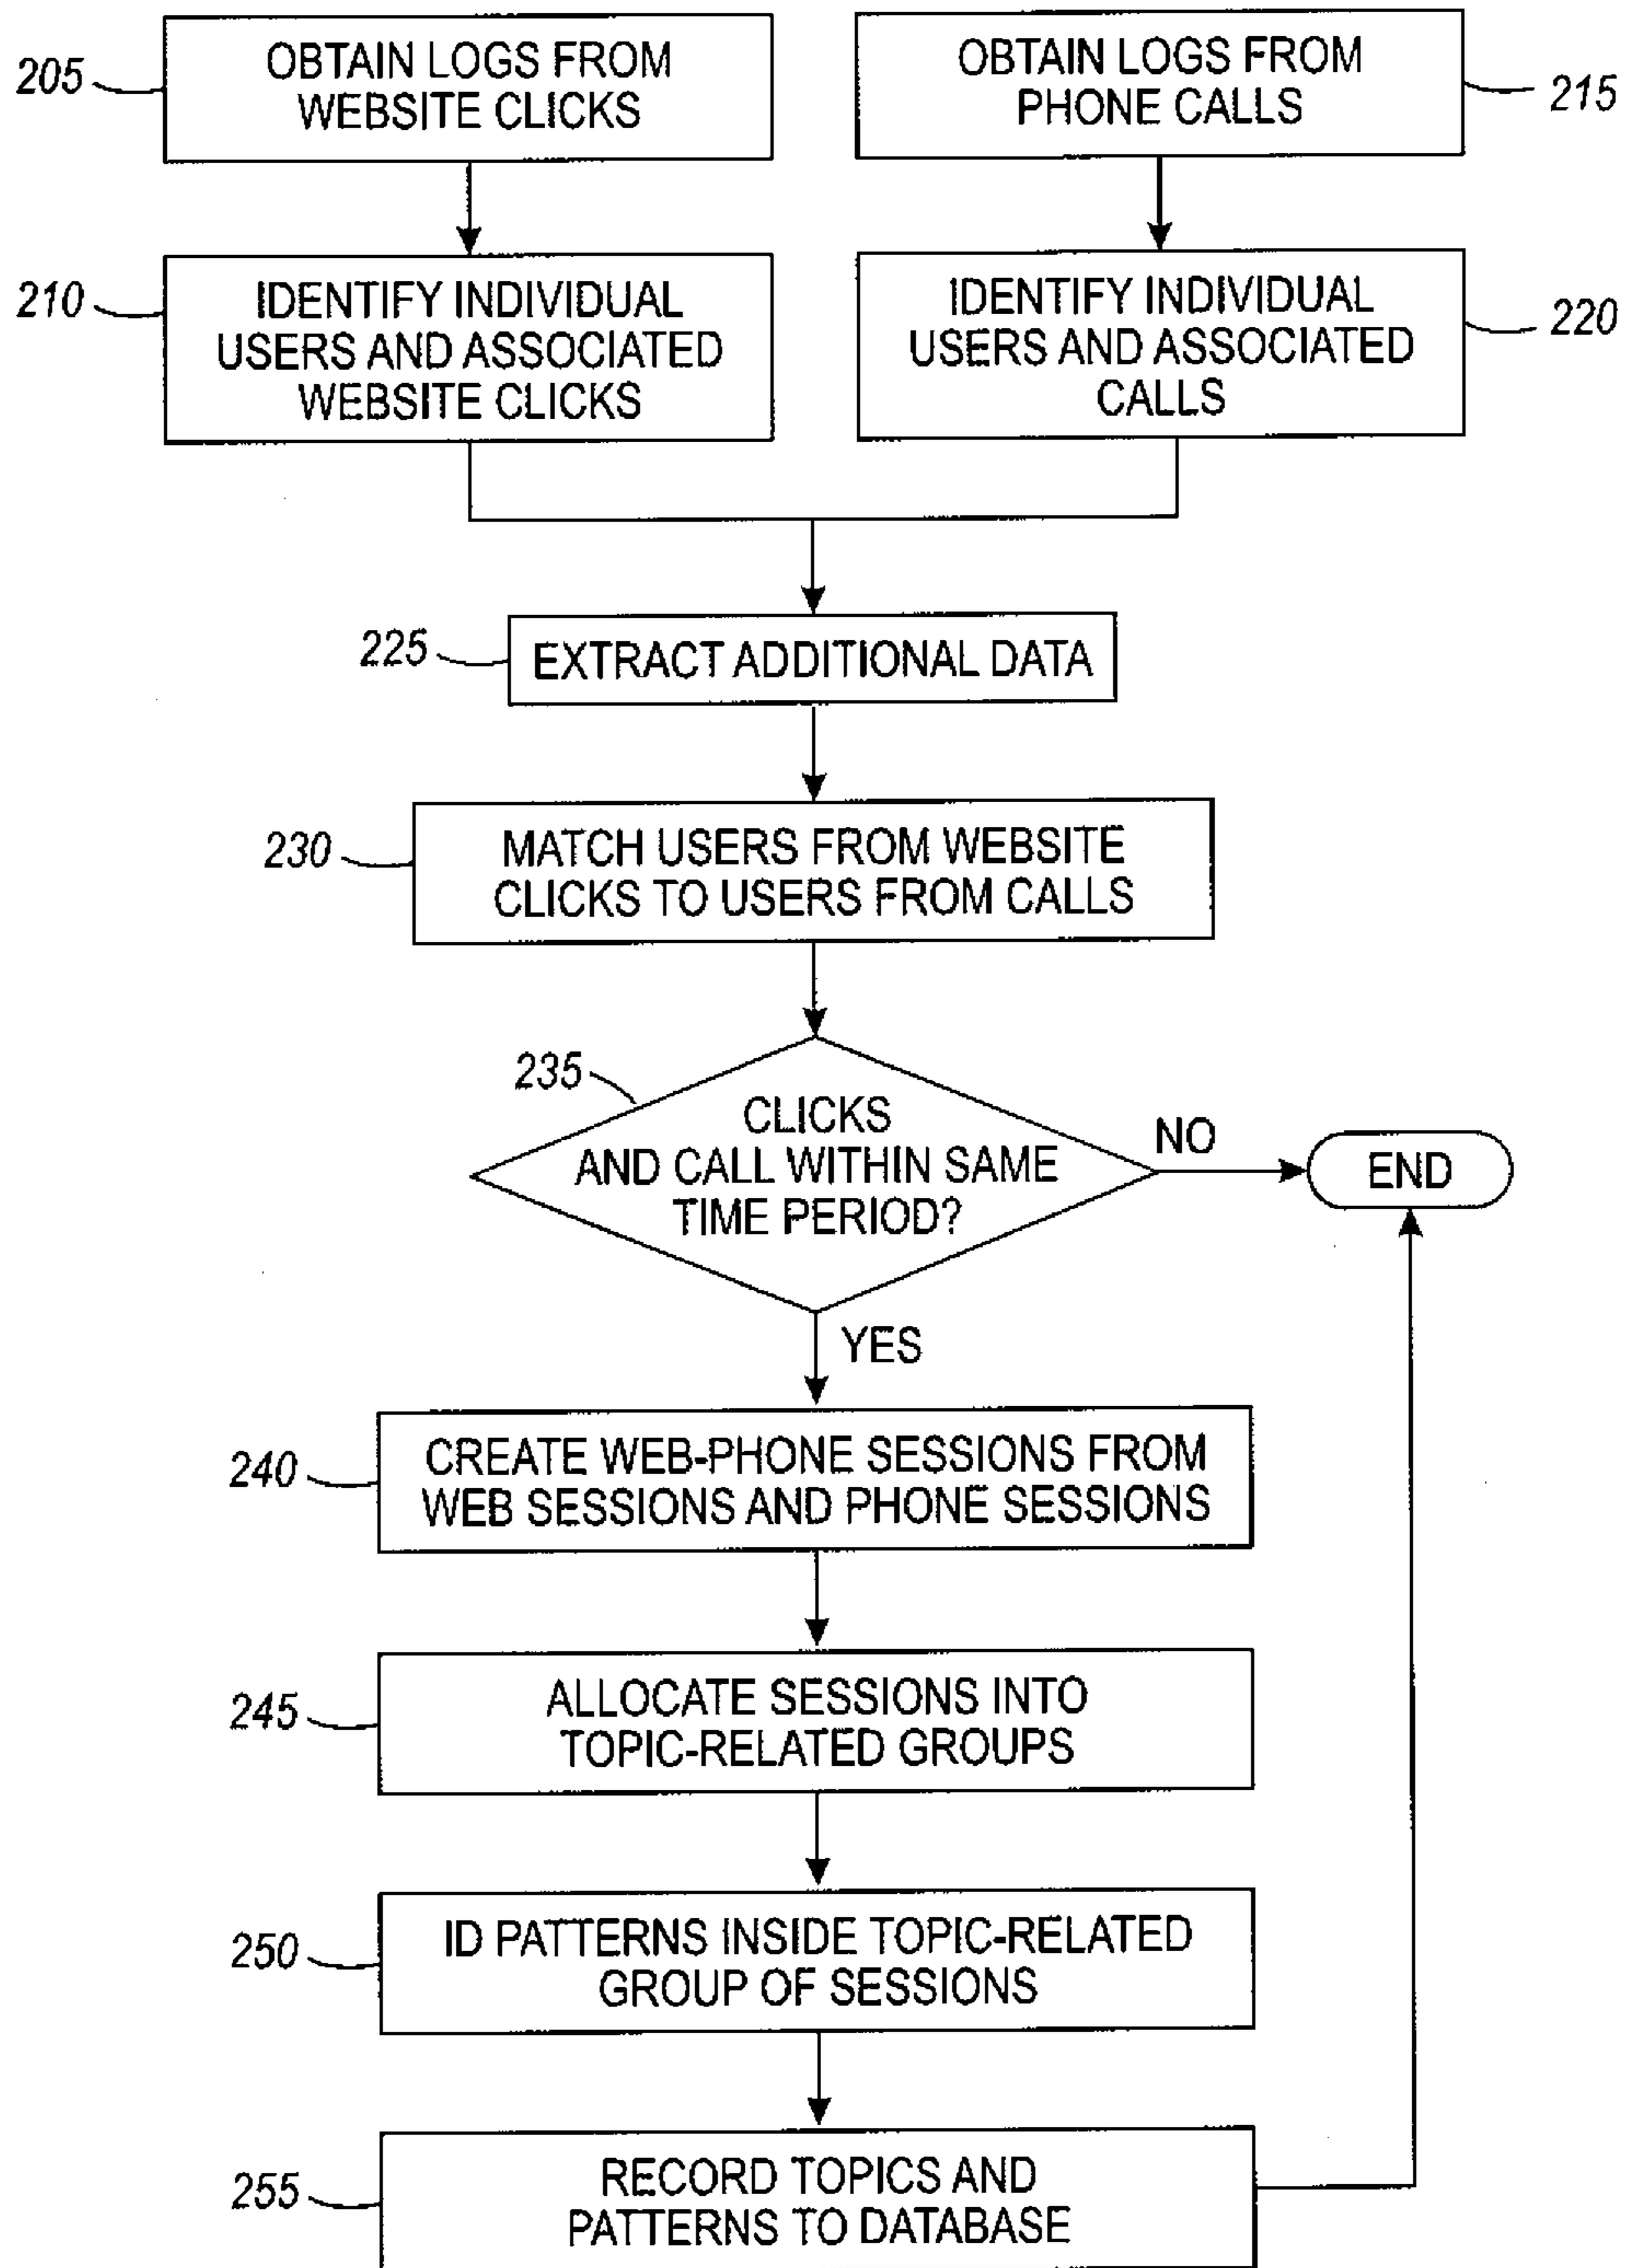 205
OBTAIN LOGS FROM
WEBSITE CLICKS
OBTAIN LOGS FROM
PHONE CALLS
215
210
IDENTIFY INDIVIDUAL
USERS AND ASSOCIATED
WEBSITE CLICKS
IDENTIFY INDIVIDUAL
USERS AND ASSOCIATED
CALLS
220
225
EXTRACT ADDITIONAL DATA
230
MATCH USERS FROM WEBSITE
CLICKS TO USERS FROM CALLS
235
CLICKS
AND CALL WITHIN SAME
TIME PERIOD?
NO
END
YES
240
CREATE WEB-PHONE SESSIONS FROM
WEB SESSIONS AND PHONE SESSIONS
245
ALLOCATE SESSIONS INTO
TOPIC-RELATED GROUPS
250
ID PATTERNS INSIDE TOPIC-RELATED
GROUP OF SESSIONS
255
RECORD TOPICS AND
PATTERNS TO DATABASE